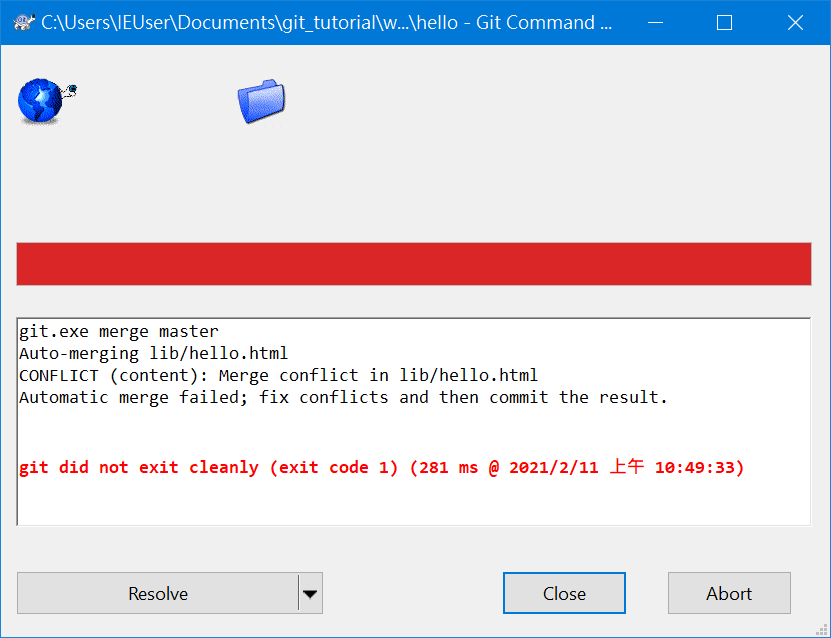 C:\Users\IEUser\Documents\git_tutorial\w...\hello - Git Command ...
git.exe merge master
Auto-merging lib/hello.html
CONFLICT (content): Merge conflict in lib/hello.html
Automatic merge failed; fix conflicts and then commit the result.
git did not exit cleanly (exit code 1) (281 ms @ 2021/2/11 上午 10:49:33)
Resolve
Close
Abort